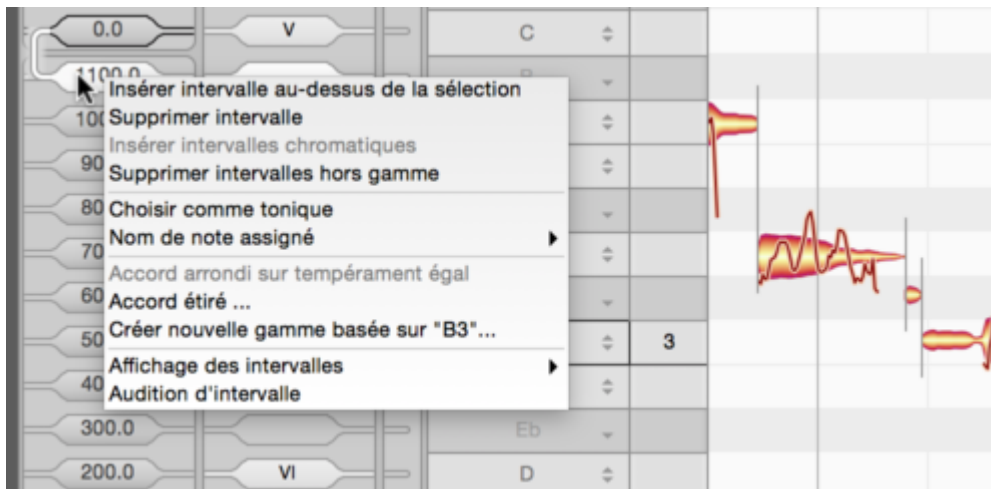 0.0 V C
1100.0
Insérer intervalle au-dessus de la sélection
Supprimer intervalle
Insérer intervalles chromatiques
Supprimer intervalles hors gamme
Choisir comme tonique
Nom de note assigné
Accord arrondi sur tempérament égal
Accord étiré ...
Créer nouvelle gamme basée sur "B3"...
3
Affichage des intervalles
Audition d'intervalle
300.0 Eb
200.0 VI D